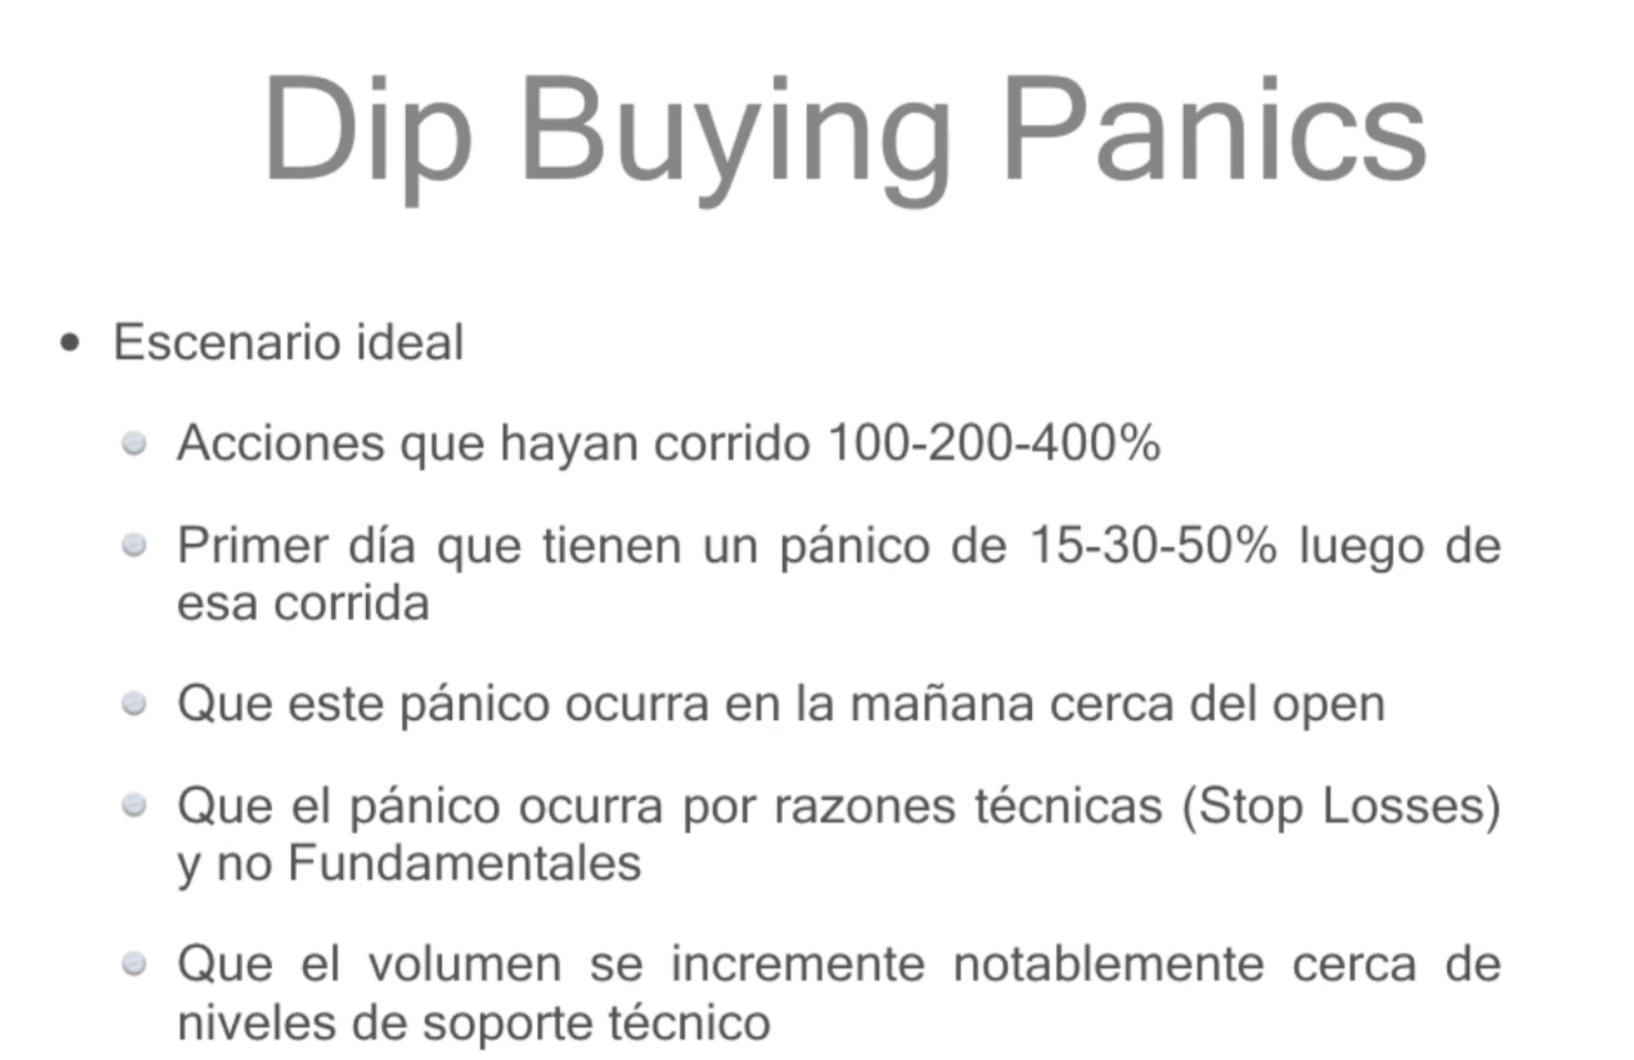 Dip Buying Panics
• Escenario ideal
Acciones que hayan corrido 100-200-400%
Primer día que tienen un pánico de 15-30-50% luego de
esa corrida
Que este pánico ocurra en la mañana cerca del open
Que el pánico ocurra por razones técnicas (Stop Losses)
y no Fundamentales
Que el volumen se incremente notablemente cerca de
niveles de soporte técnico